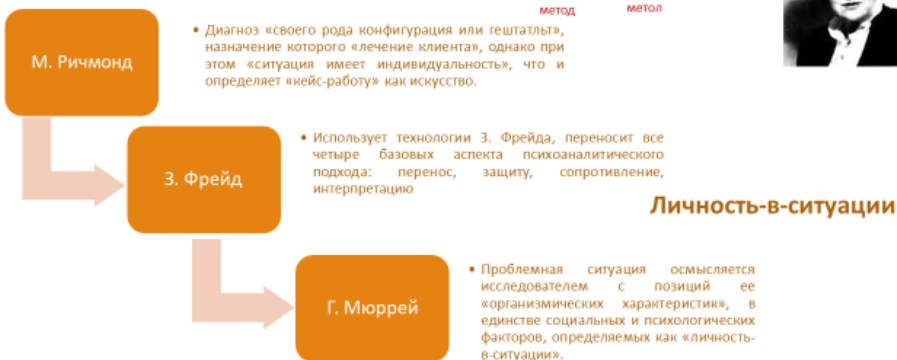 метод метол
М. Ричмонд
• Диагноз «своего рода конфигурация или гештатльт»,
назначение которого «лечение клиента», однако при
этом «ситуация имеет индивидуальность», что и
определяет «кейс-работу» как искусство.
З. Фрейд
• Использует технологии З. Фрейда, переносит все
четыре базовых аспекта психоаналитического
подхода: перенос, защиту, сопротивление,
интерпретацию
Личность-в-ситуации
Г. Мюррей
• Проблемная ситуация осмысляется
исследователем с позиций ее
«организмических характеристик», в
единстве социальных и психологических
факторов, определяемых как «личность-
в-ситуации».